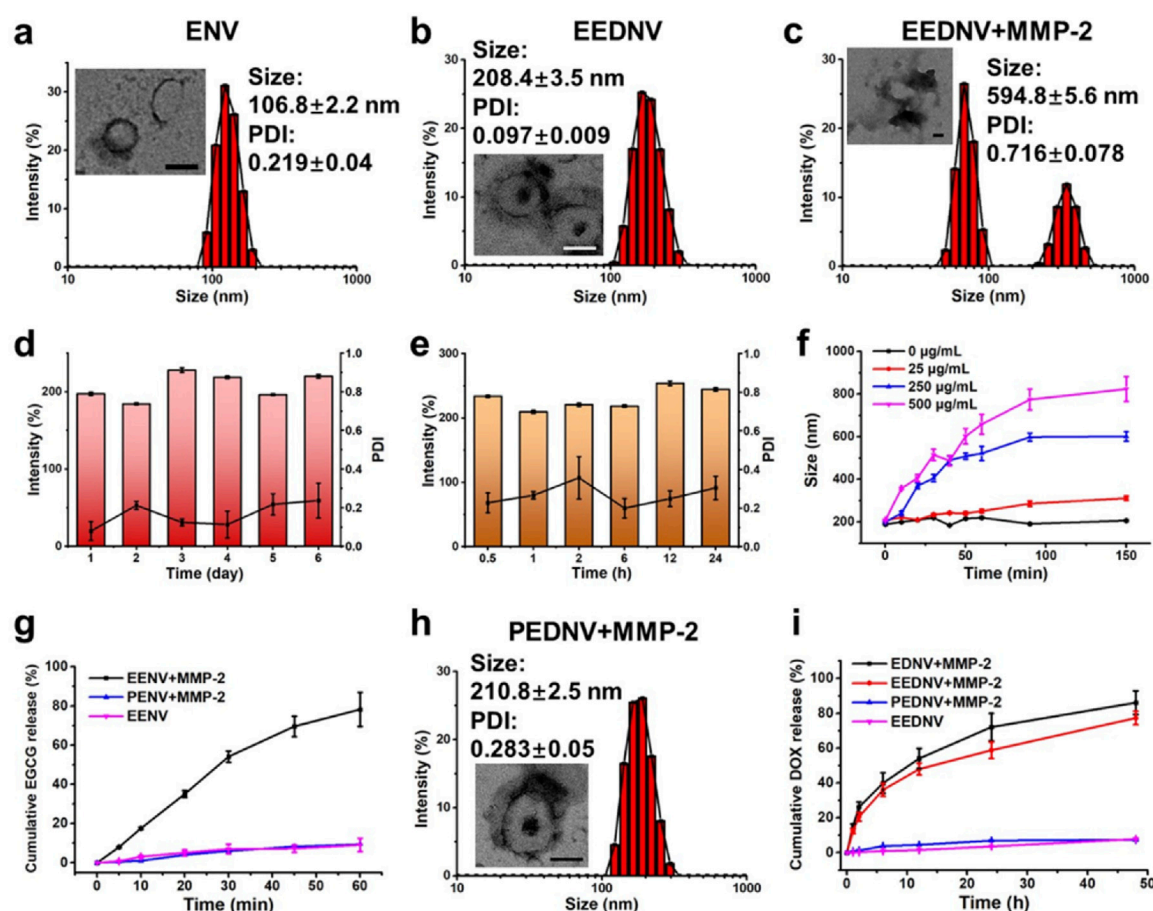 a
ENV
Size:
106.8±2.2 nm
PDI:
0.219±0.04
Intensity (%)
30
20
10
0
10
100
1000
Size (nm)
b
EEDNV
Size:
208.4±3.5 nm
PDI:
0.097±0.009
Intensity (%)
30
20
10
0
10
100
1000
Size (nm)
c
EEDNV+MMP-2
594.8±5.6 nm
PDI:
0.716±0.078
Intensity (%)
30
20
10
0
10
100
1000
Size (nm)
d
Intensity (%)
200
100
0
1.0
0.8
0.6
0.4
0.2
0.0
PDI
1
2
3
4
5
6
Time (day)
e
Intensity (%)
300
200
100
0
1.0
0.8
0.6
0.4
0.2
0.0
PDI
0.5
1
2
6
12
24
Time (h)
f
0 μg/mL
25 μg/mL
250 μg/mL
500 μg/mL
Size (nm)
1000
800
600
400
200
0
50
100
150
Time (min)
g
EENV+MMP-2
PENV+MMP-2
EENV
Cumulative EGCG release (%)
100
80
60
40
20
0
0
10
20
30
40
50
60
Time (min)
h
PEDNV+MMP-2
Size:
210.8±2.5 nm
PDI:
0.283±0.05
Intensity (%)
30
20
10
0
10
100
1000
Size (nm)
i
EDNV+MMP-2
EEDNV+MMP-2
PEDNV+MMP-2
EEDNV
Cumulative DOX release (%)
100
80
60
40
20
0
0
10
20
30
40
50
Time (h)